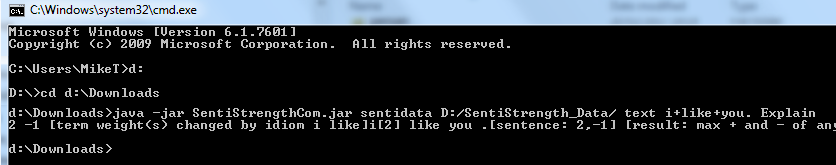 C:\Windows\system32\cmd.exe
Microsoft Windows [Version 6.1.7601]
Copyright (c) 2009 Microsoft Corporation.  All rights reserved.
C:\Users\MikeT>d:
D:\>cd d:\Downloads
d:\Downloads>java -jar SentiStrengthCom.jar sentidata D:/SentiStrength_Data/ text i+like+you. Explain
2 -1 [term weight(s) changed by idiom i like]i[2] like you .[sentence: 2,-1] [result: max + and - of any
d:\Downloads>